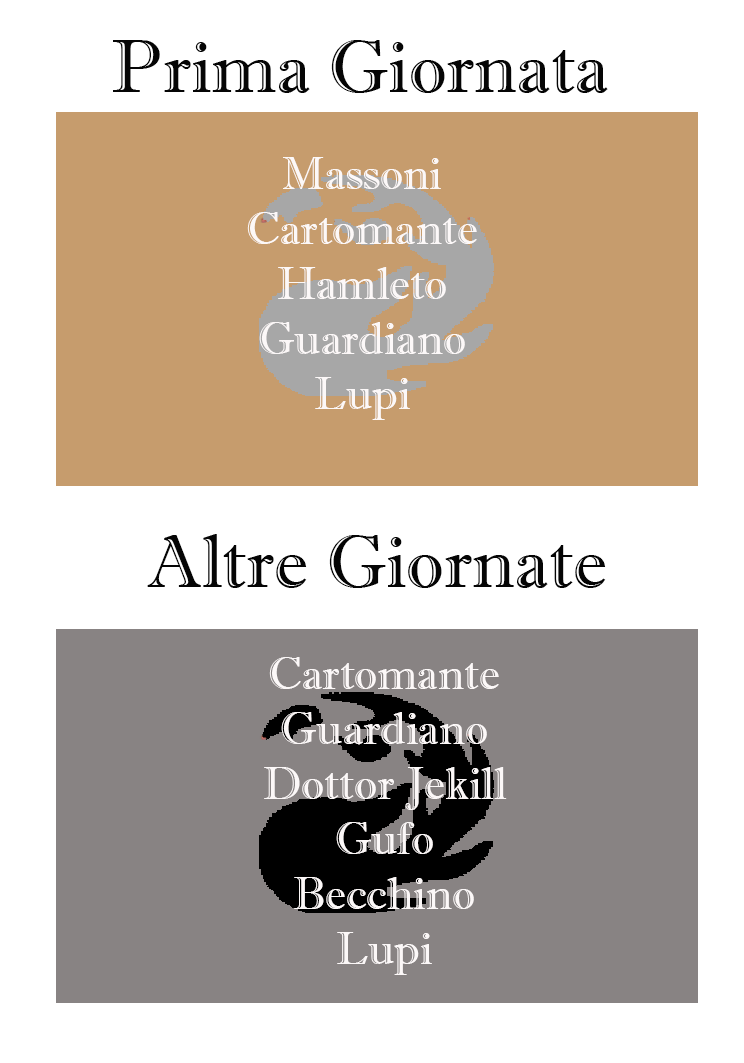 Prima Giornata
Massoni
Cartomante
Hamleto
Guardiano
Lupi
Altre Giornate
Cartomante
Guardiano
Dottor Jekill
Gufo
Becchino
Lupi